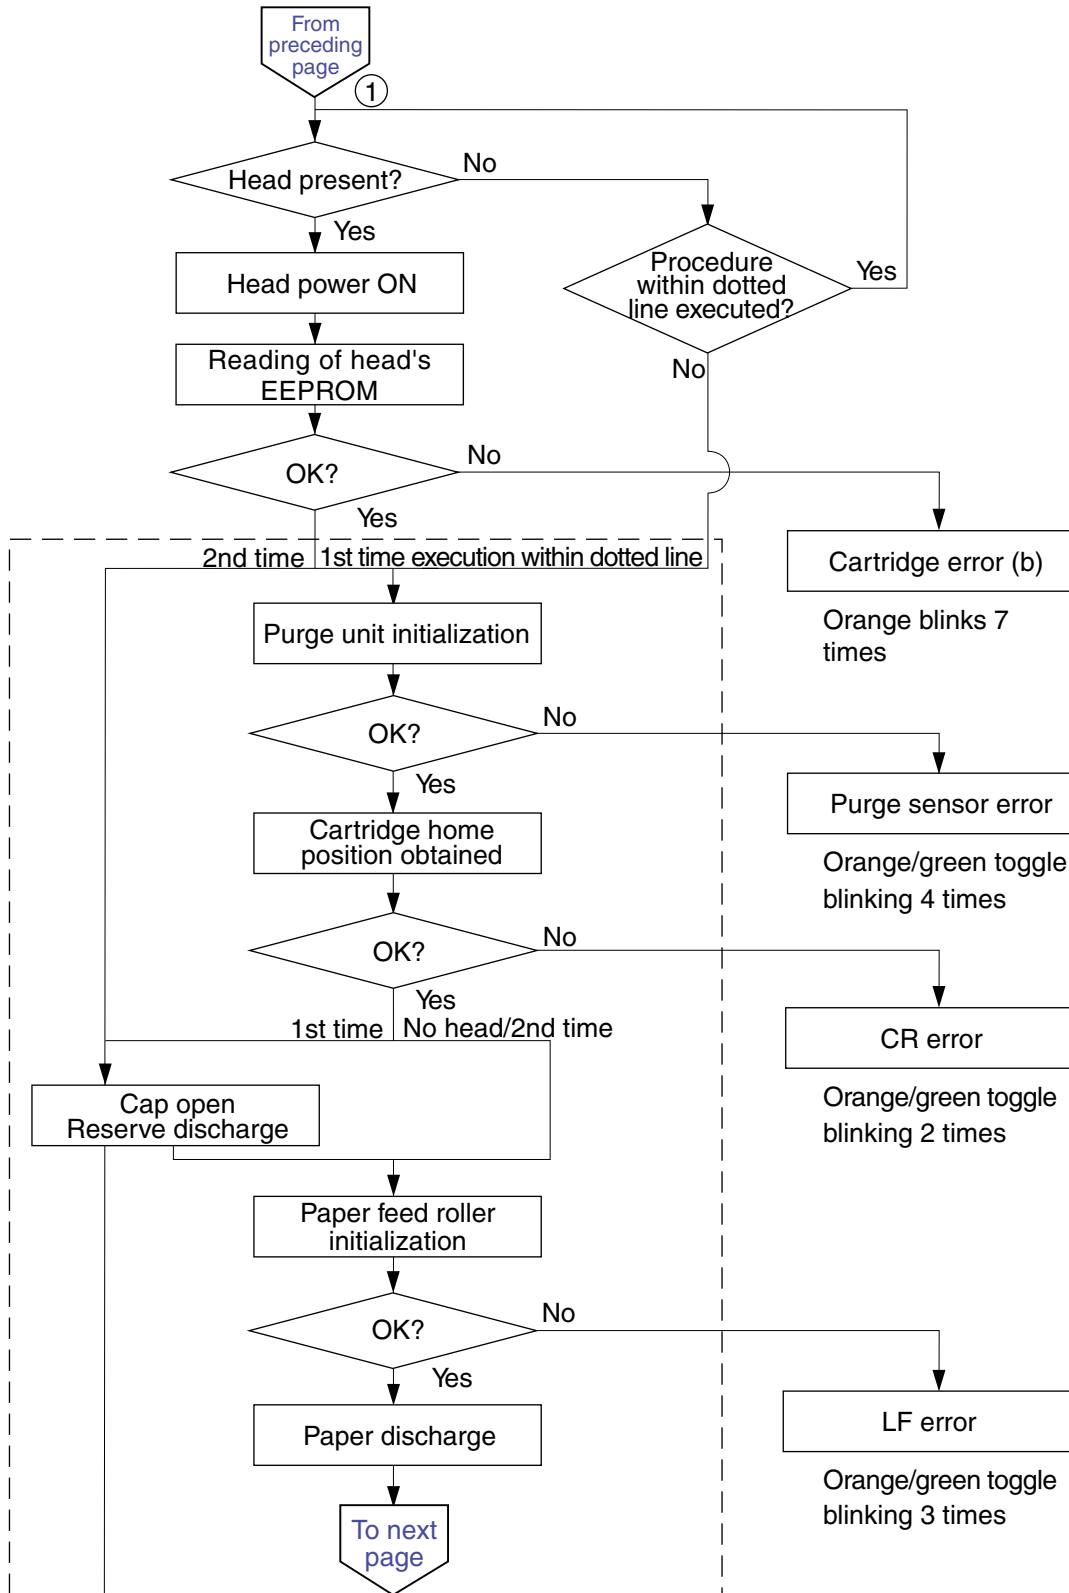 From
preceding
page
1
Head present?
No
Yes
Head power ON
Procedure
within dotted
line executed?
Yes
No
Reading of head's
EEPROM
OK?
No
Yes
2nd time
1st time execution within dotted line
Cartridge error (b)
Orange blinks 7
times
Purge unit initialization
OK?
No
Yes
Purge sensor error
Orange/green toggle
blinking 4 times
Cartridge home
position obtained
OK?
No
Yes
1st time
No head/2nd time
CR error
Orange/green toggle
blinking 2 times
Cap open
Reserve discharge
Paper feed roller
initialization
OK?
No
Yes
LF error
Orange/green toggle
blinking 3 times
Paper discharge
To next
page